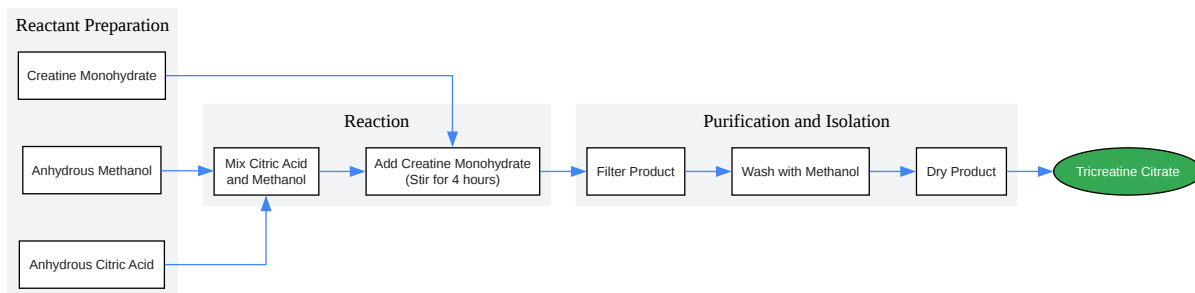 Reactant Preparation
Creatine Monohydrate
Anhydrous Methanol
Anhydrous Citric Acid
Reaction
Mix Citric Acid
and Methanol
Add Creatine Monohydrate
(Stir for 4 hours)
Purification and Isolation
Filter Product
Wash with Methanol
Dry Product
Tricreatine Citrate